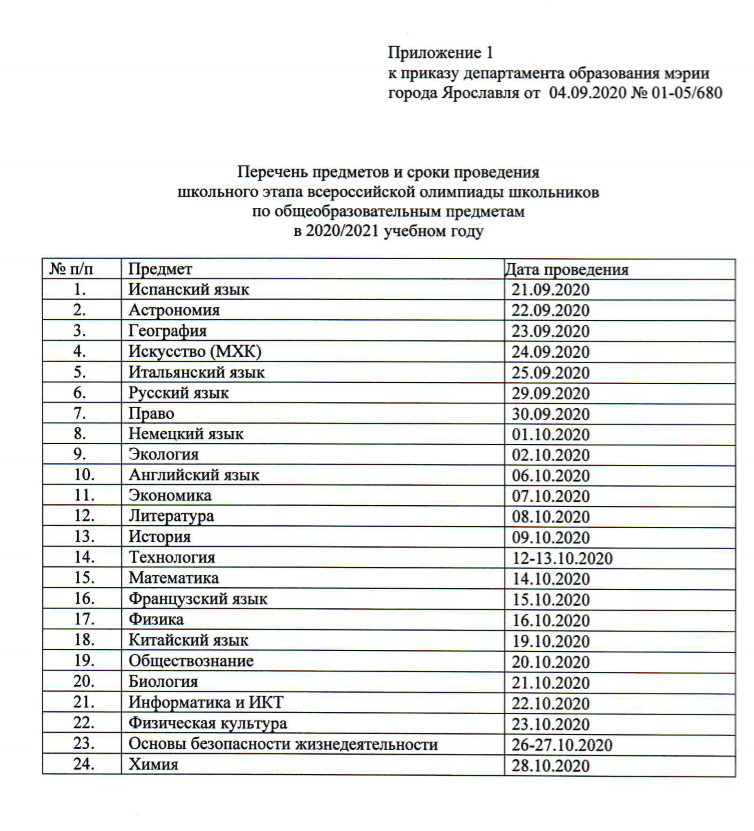 Приложение 1
к приказу департамента образования мэрии
города Ярославля от 04.09.2020 № 01-05/680
Перечень предметов и сроки проведения
школьного этапа всероссийской олимпиады школьников
по общеобразовательным предметам
в 2020/2021 учебном году
№ п/п Предмет Дата проведения
1. Испанский язык 21.09.2020
2. Астрономия 22.09.2020
3. География 23.09.2020
4. Искусство (МХК) 24.09.2020
5. Итальянский язык 25.09.2020
6. Русский язык 29.09.2020
7. Право 30.09.2020
8. Немецкий язык 01.10.2020
9. Экология 02.10.2020
10. Английский язык 06.10.2020
11. Экономика 07.10.2020
12. Литература 08.10.2020
13. История 09.10.2020
14. Технология 12-13.10.2020
15. Математика 14.10.2020
16. Французский язык 15.10.2020
17. Физика 16.10.2020
18. Китайский язык 19.10.2020
19. Обществознание 20.10.2020
20. Биология 21.10.2020
21. Информатика и ИКТ 22.10.2020
22. Физическая культура 23.10.2020
23. Основы безопасности жизнедеятельности 26-27.10.2020
24. Химия 28.10.2020